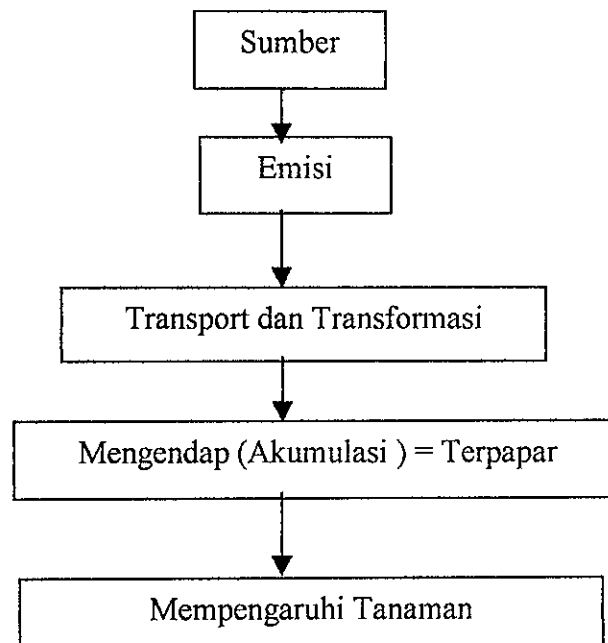 Sumber
Emisi
Transport dan Transformasi
Mengendap (Akumulasi ) = Terpapar
Mempengaruhi Tanaman